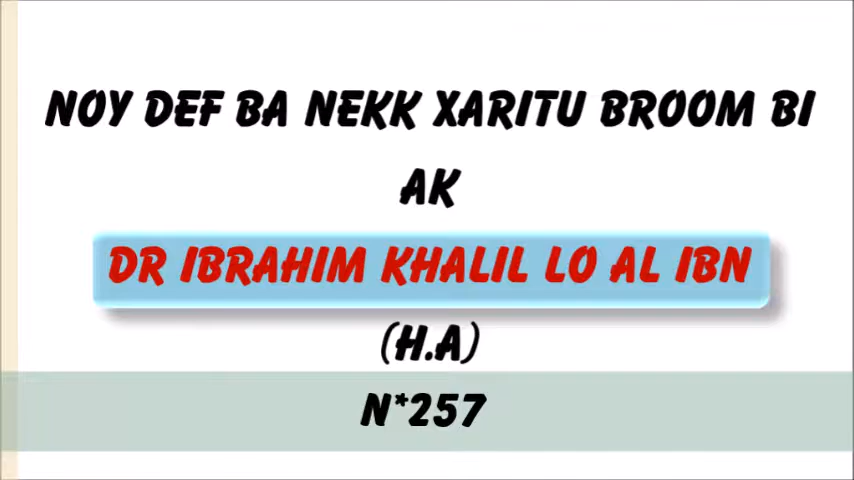 NOY DEF BA NEKK XARITU BROOM BI
AK
DR IBRAHIM KHALIL LO AL IBN
(H.A)
N*257